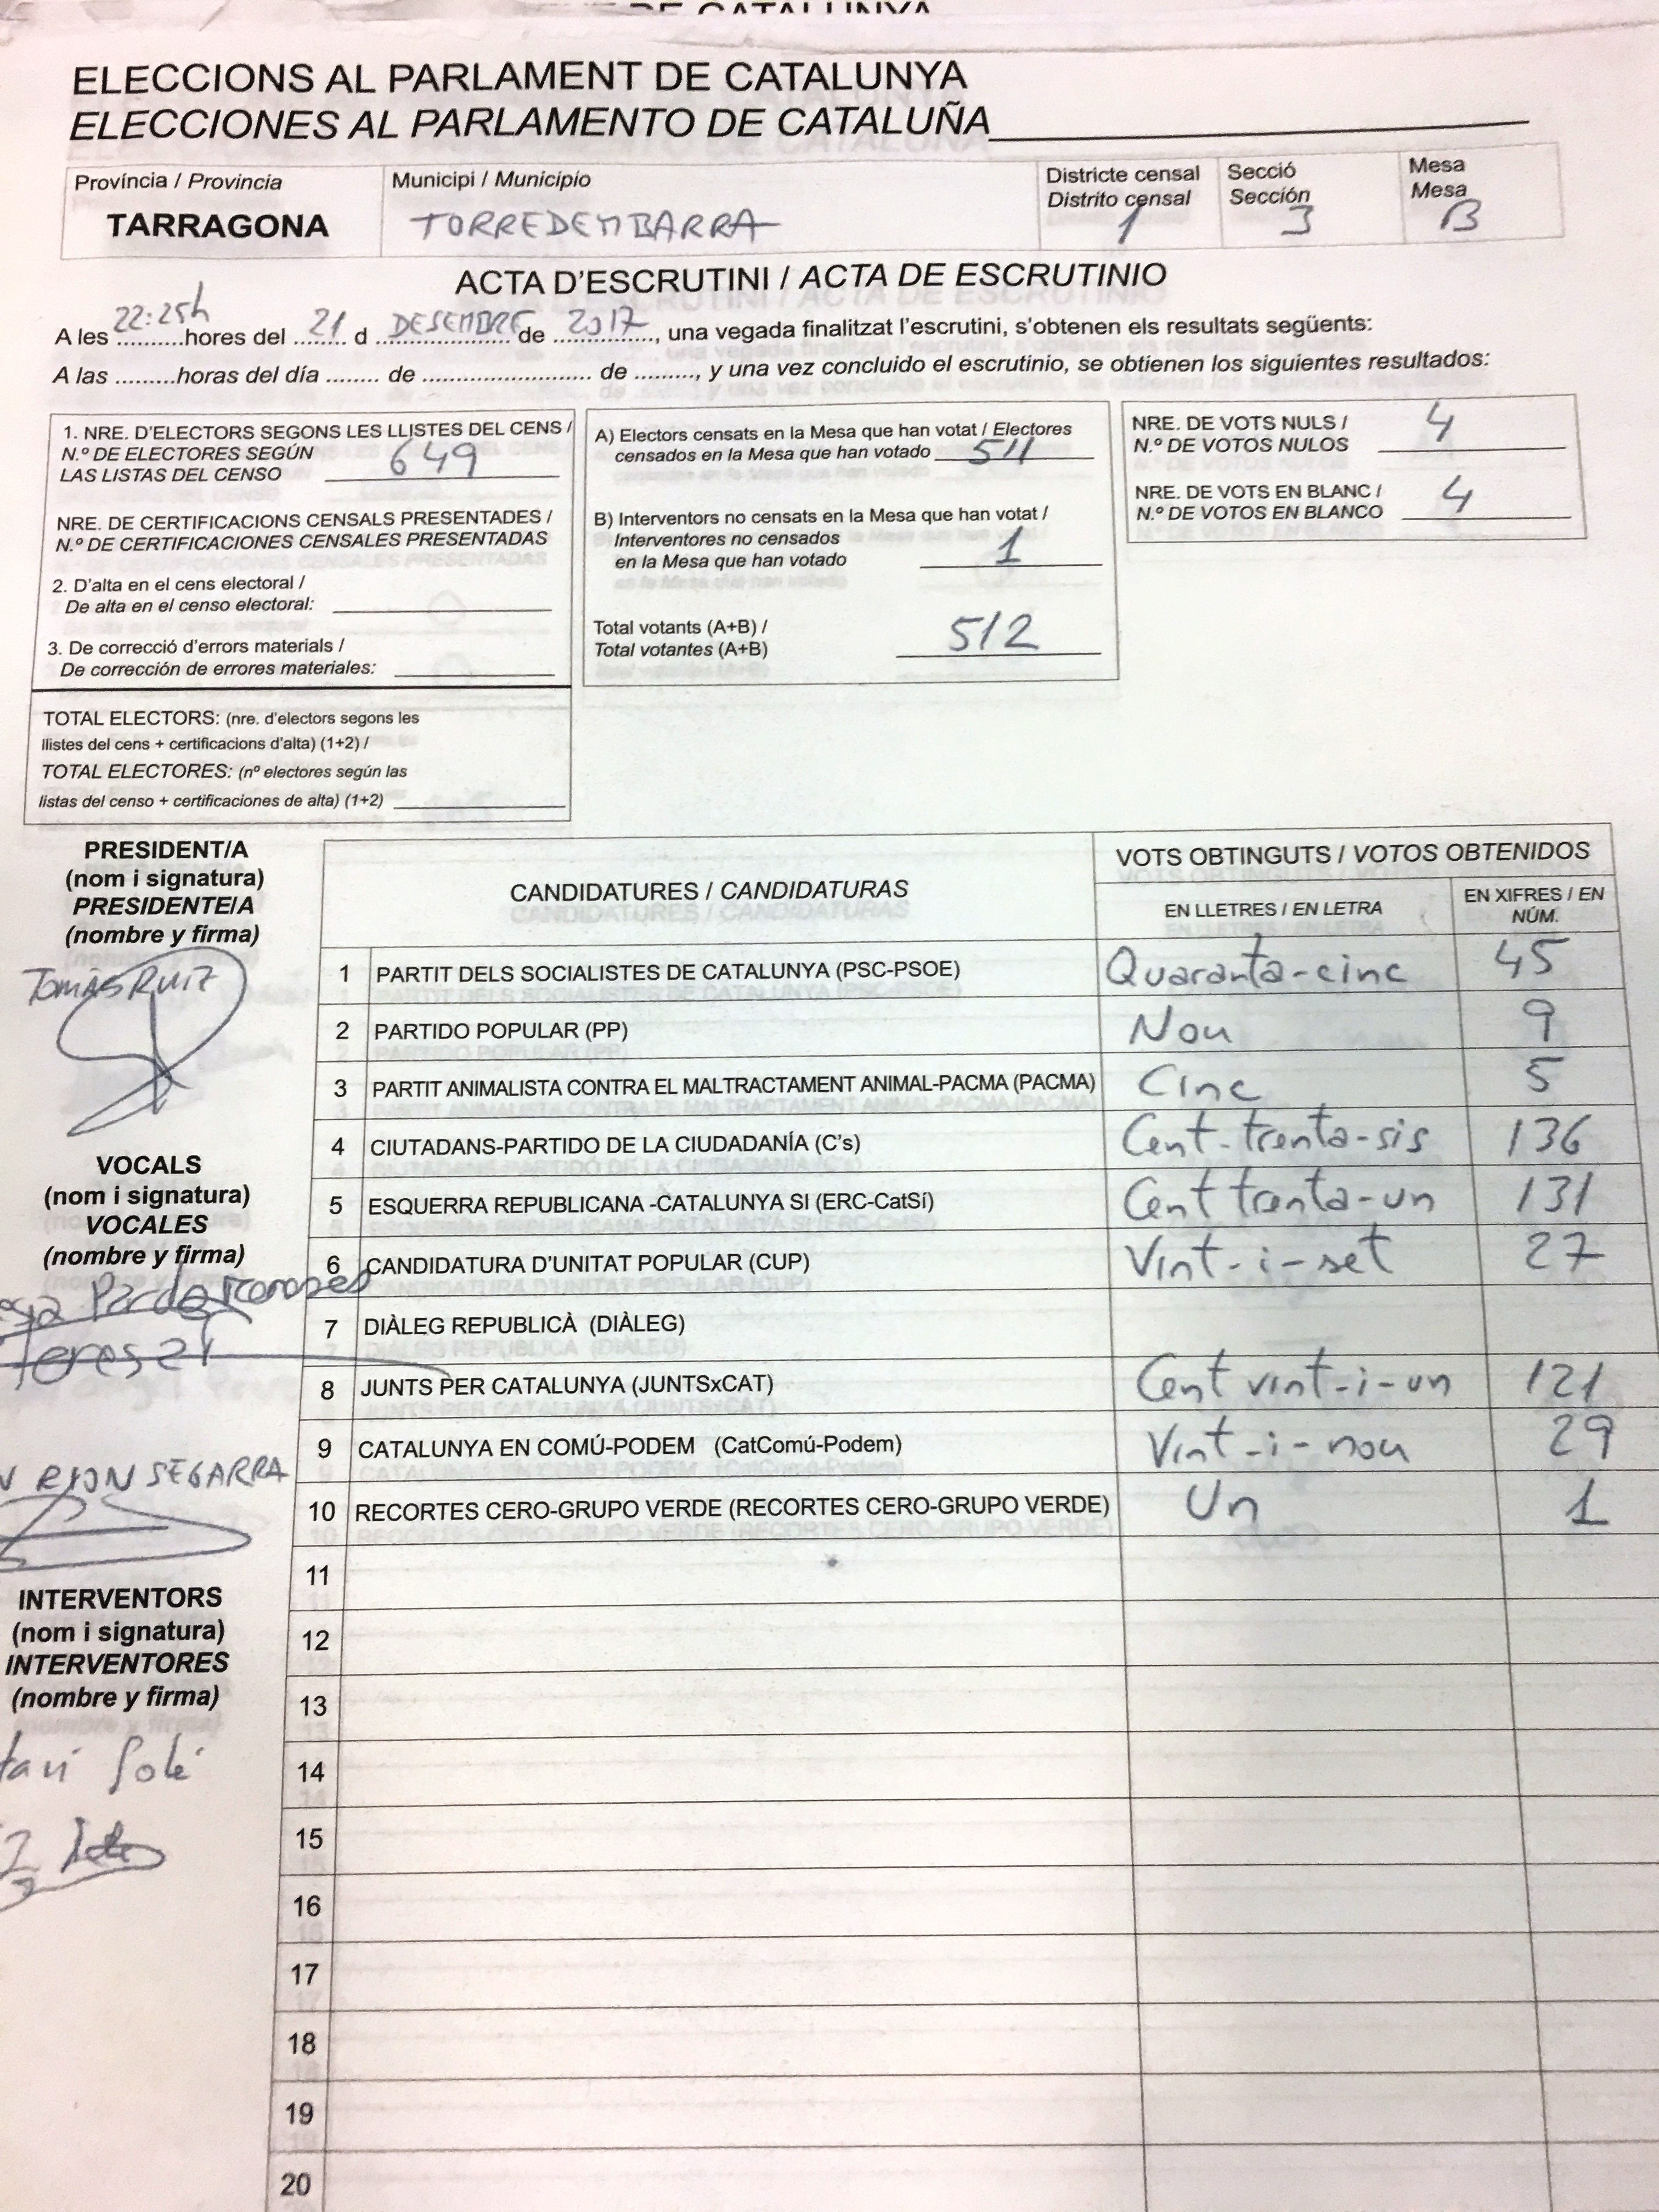 ELECCIONS AL PARLAMENT DE CATALUNYA
ELECCIONES AL PARLAMENTO DE CATALUÑA
Província / Provincia
TARRAGONA
Municipi / Municipio
TORREDEMBARRA
Districte censal
Distrito censal
1
Secció
Sección
3
Mesa
Mesa
B
ACTA D'ESCRUTINI / ACTA DE ESCRUTINIO
A les 22:25h hores del 21 d DESEMBRE de 2017, una vegada finalitzat l'escrutini, s'obtenen els resultats següents:
A las .........horas del día ........ de .......................... de ........., y una vez concluido el escrutinio, se obtienen los siguientes resultados:
1. NRE. D'ELECTORS SEGONS LES LLISTES DEL CENS /
N.º DE ELECTORES SEGÚN
LAS LISTAS DEL CENSO 649
NRE. DE CERTIFICACIONS CENSALS PRESENTADES /
N.º DE CERTIFICACIONES CENSALES PRESENTADAS
2. D'alta en el cens electoral /
De alta en el censo electoral:
3. De correcció d'errors materials /
De corrección de errores materiales:
TOTAL ELECTORS: (nre. d'electors segons les
llistes del cens + certificacions d'alta) (1+2) /
TOTAL ELECTORES: (nº electores según las
listas del censo + certificaciones de alta) (1+2)
A) Electors censats en la Mesa que han votat / Electores
censados en la Mesa que han votado 511
B) Interventors no censats en la Mesa que han votat /
Interventores no censados
en la Mesa que han votado 1
Total votants (A+B) /
Total votantes (A+B) 512
NRE. DE VOTS NULS /
N.º DE VOTOS NULOS 4
NRE. DE VOTS EN BLANC /
N.º DE VOTOS EN BLANCO 4
PRESIDENT/A
(nom i signatura)
PRESIDENTE/A
(nombre y firma)
TOMÀS RUIZ
VOCALS
(nom i signatura)
VOCALES
(nombre y firma)
Pardo
Teresa
RION SEGARRA
INTERVENTORS
(nom i signatura)
INTERVENTORES
(nombre y firma)
Solé
CANDIDATURES / CANDIDATURAS
VOTS OBTINGUTS / VOTOS OBTENIDOS
EN LLETRES / EN LETRA
EN XIFRES / EN
NÚM.
1 PARTIT DELS SOCIALISTES DE CATALUNYA (PSC-PSOE) Quaranta-cinc 45
2 PARTIDO POPULAR (PP) Nou 9
3 PARTIT ANIMALISTA CONTRA EL MALTRACTAMENT ANIMAL-PACMA (PACMA) Cinc 5
4 CIUTADANS-PARTIDO DE LA CIUDADANÍA (C's) Cent-trenta-sis 136
5 ESQUERRA REPUBLICANA -CATALUNYA SI (ERC-CatSí) Cent trenta-un 131
6 CANDIDATURA D'UNITAT POPULAR (CUP) Vint-i-set 27
7 DIÀLEG REPUBLICÀ (DIÀLEG)
8 JUNTS PER CATALUNYA (JUNTSxCAT) Cent vint-i-un 121
9 CATALUNYA EN COMÚ-PODEM (CatComú-Podem) Vint-i-nou 29
10 RECORTES CERO-GRUPO VERDE (RECORTES CERO-GRUPO VERDE) Un 1
11
12
13
14
15
16
17
18
19
20